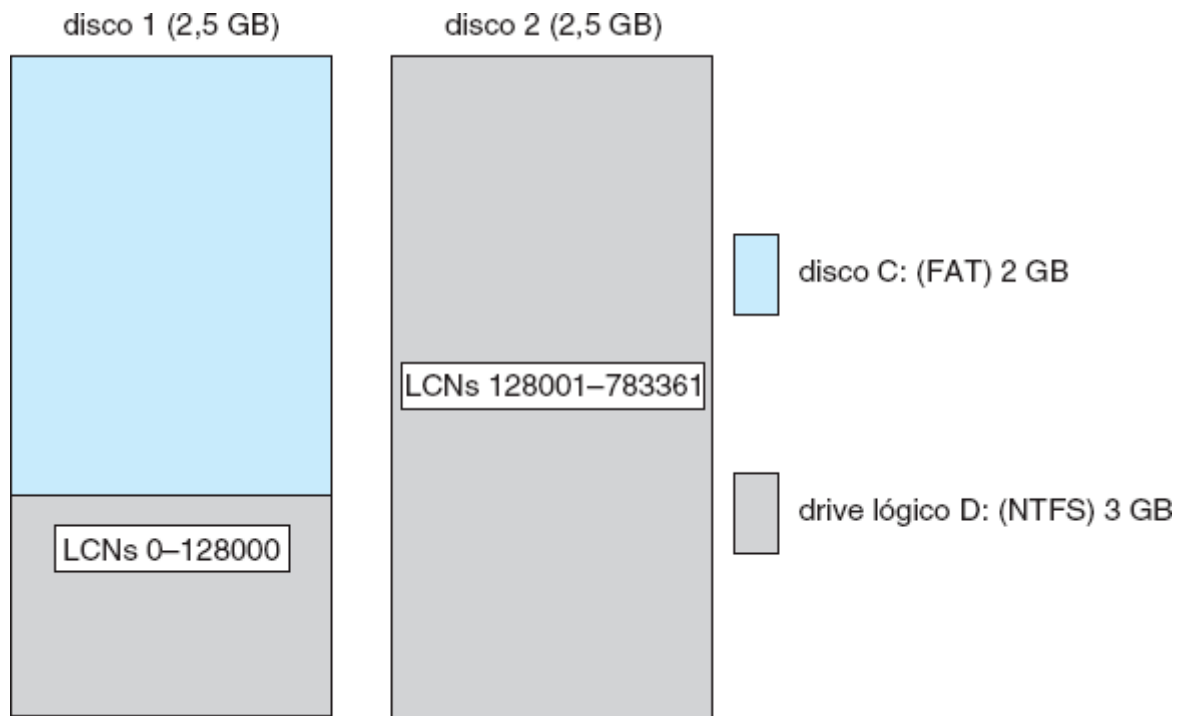 disco 1 (2,5 GB)
disco 2 (2,5 GB)
disco C: (FAT) 2 GB
LCNs 128001–783361
drive lógico D: (NTFS) 3 GB
LCNs 0–128000